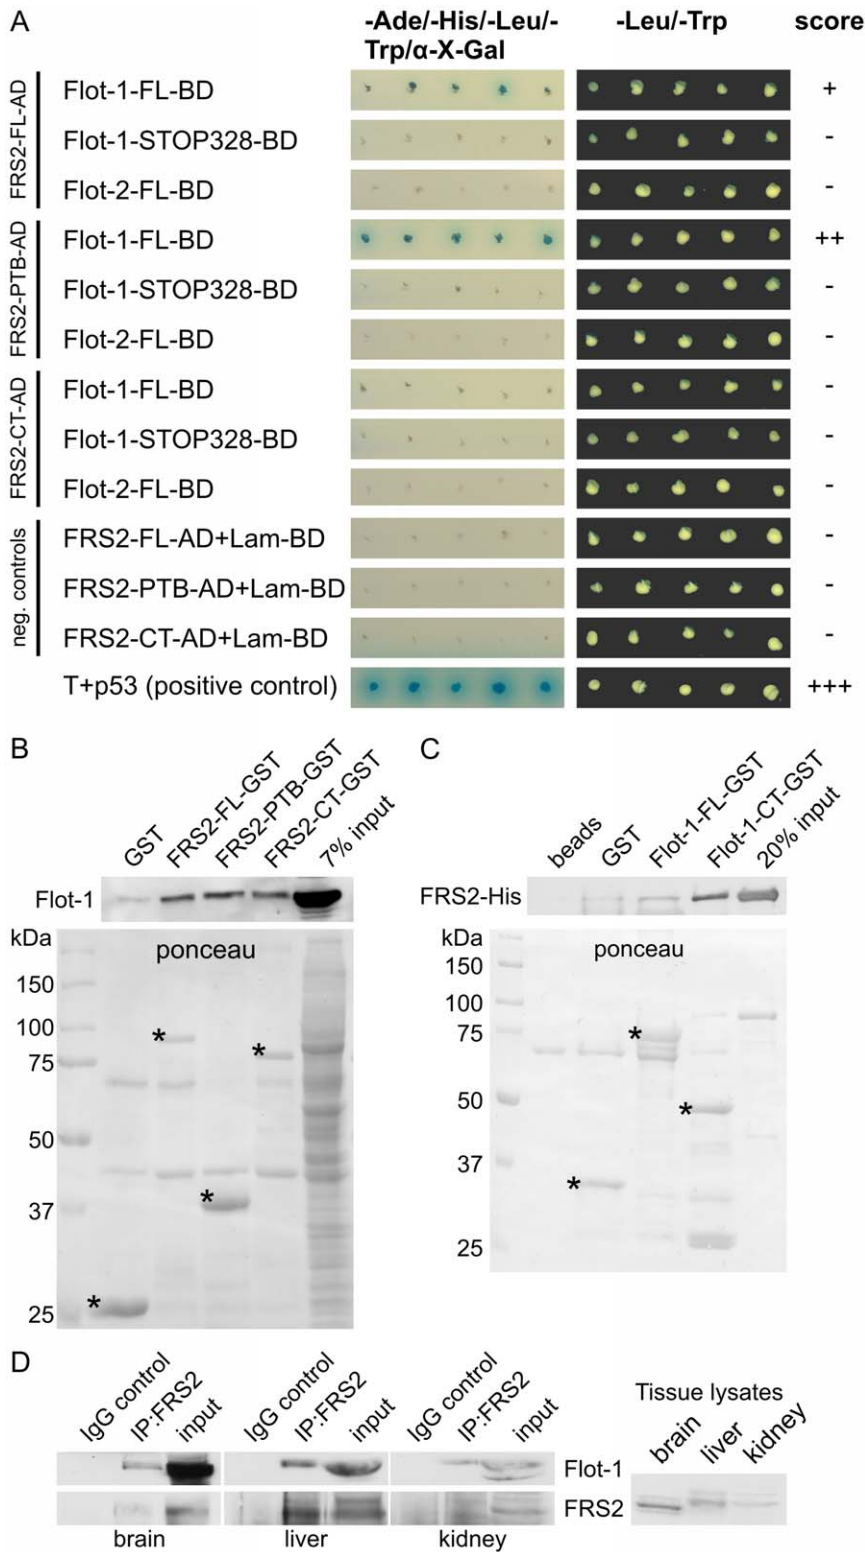 A
-Ade/-His/-Leu/-
Trp/α-X-Gal
-Leu/-Trp
score
FRS2-FL-AD
Flot-1-FL-BD
+
Flot-1-STOP328-BD
-
Flot-2-FL-BD
-
FRS2-PTB-AD
Flot-1-FL-BD
++
Flot-1-STOP328-BD
-
Flot-2-FL-BD
-
FRS2-CT-AD
Flot-1-FL-BD
-
Flot-1-STOP328-BD
-
Flot-2-FL-BD
-
neg. controls
FRS2-FL-AD+Lam-BD
-
FRS2-PTB-AD+Lam-BD
-
FRS2-CT-AD+Lam-BD
-
T+p53 (positive control)
+++
B
GST
FRS2-FL-GST
FRS2-PTB-GST
FRS2-CT-GST
7% input
Flot-1
kDa
ponceau
150
100
*
75
*
50
37
*
25
*
C
beads
GST
Flot-1-FL-GST
Flot-1-CT-GST
20% input
FRS2-His
kDa
ponceau
150
100
75
*
50
*
37
*
25
D
IgG control
IP:FRS2
input
IgG control
IP:FRS2
input
IgG control
IP:FRS2
input
Flot-1
FRS2
brain
liver
kidney
Tissue lysates
brain
liver
kidney